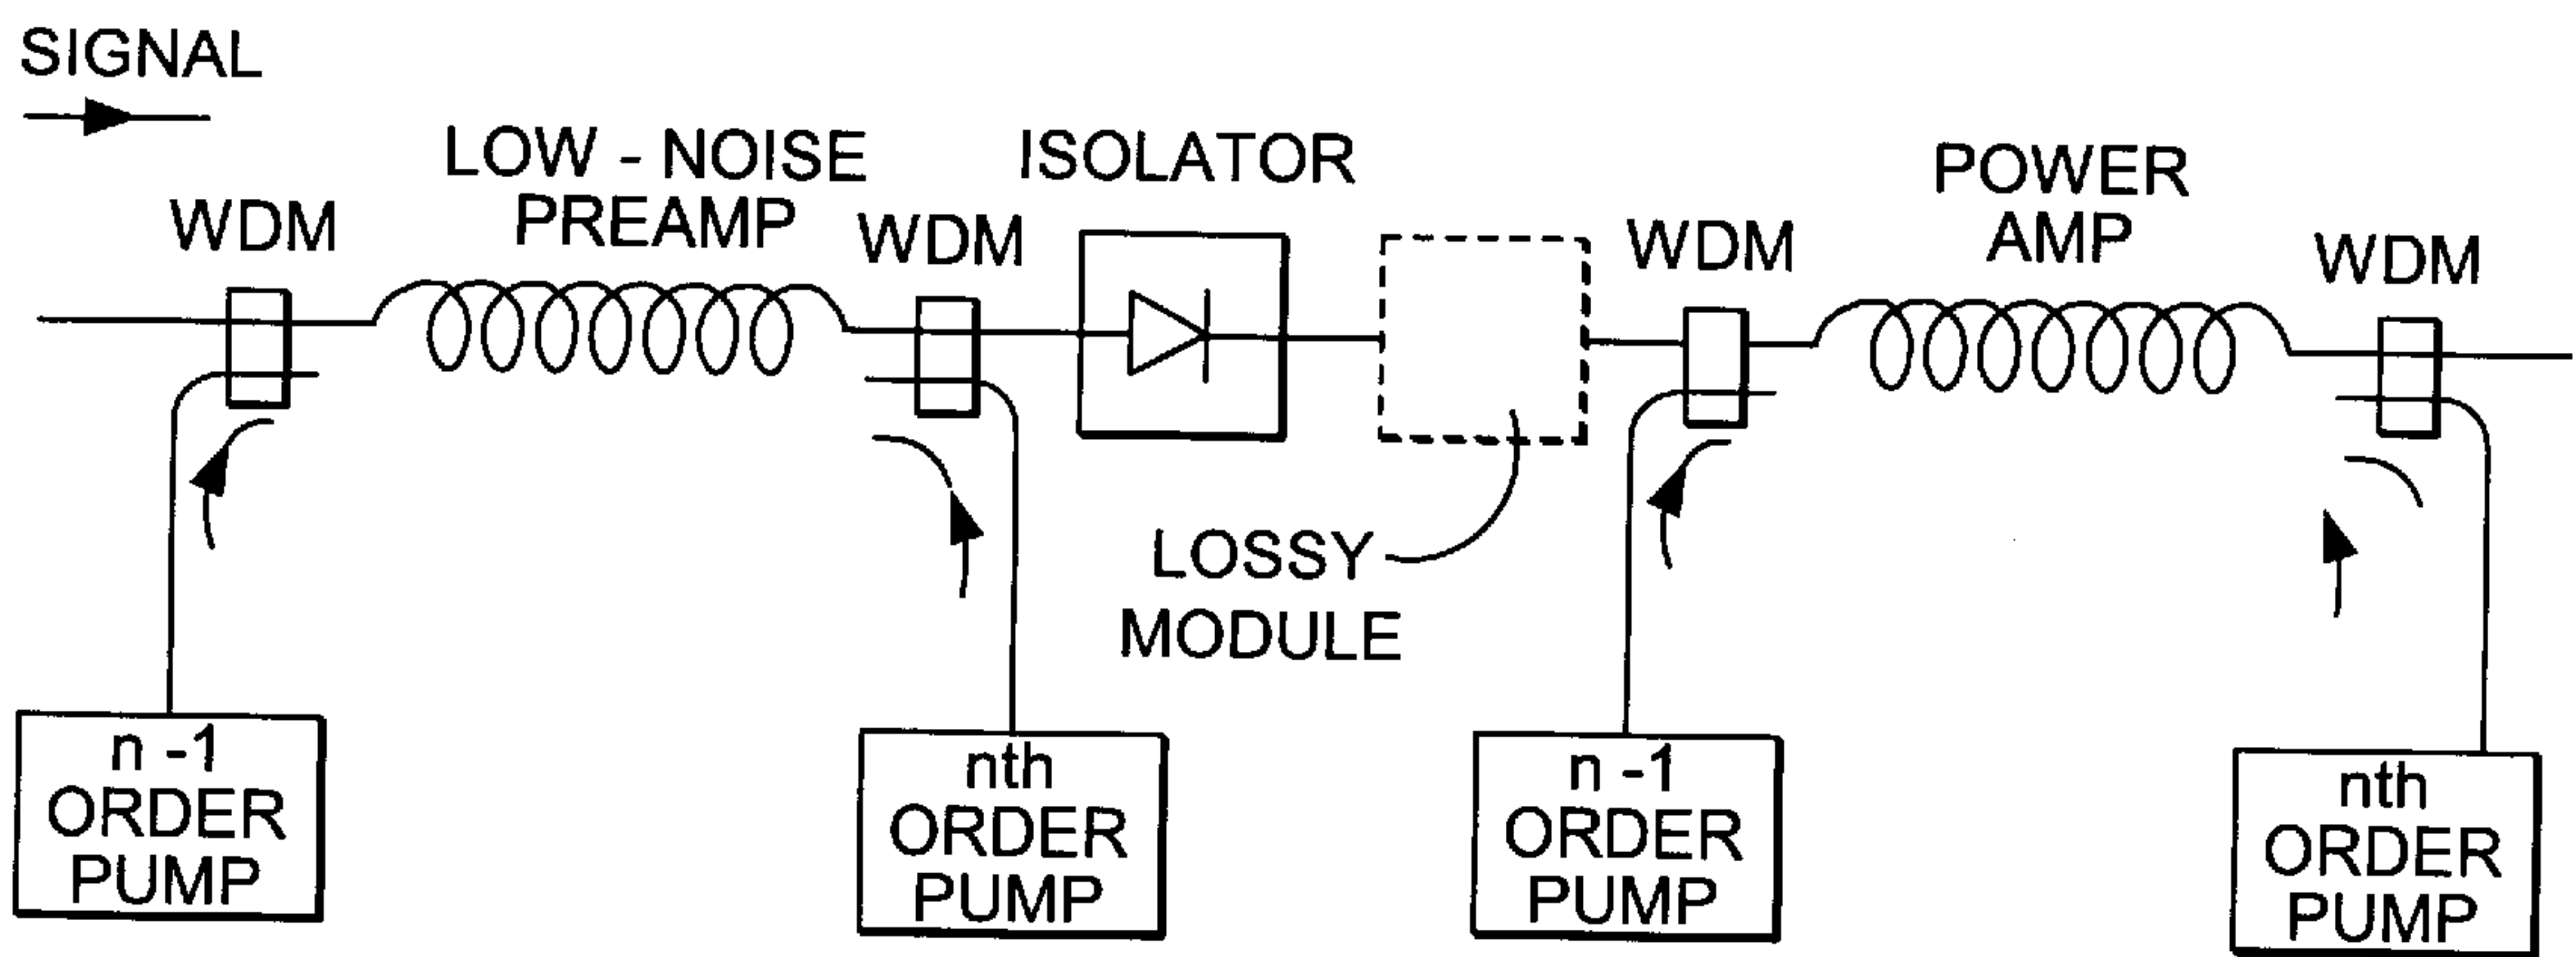 SIGNAL
LOW - NOISE
PREAMP
ISOLATOR
POWER
AMP
WDM
WDM
WDM
WDM
LOSSY
MODULE
n -1
ORDER
PUMP
nth
ORDER
PUMP
n -1
ORDER
PUMP
nth
ORDER
PUMP